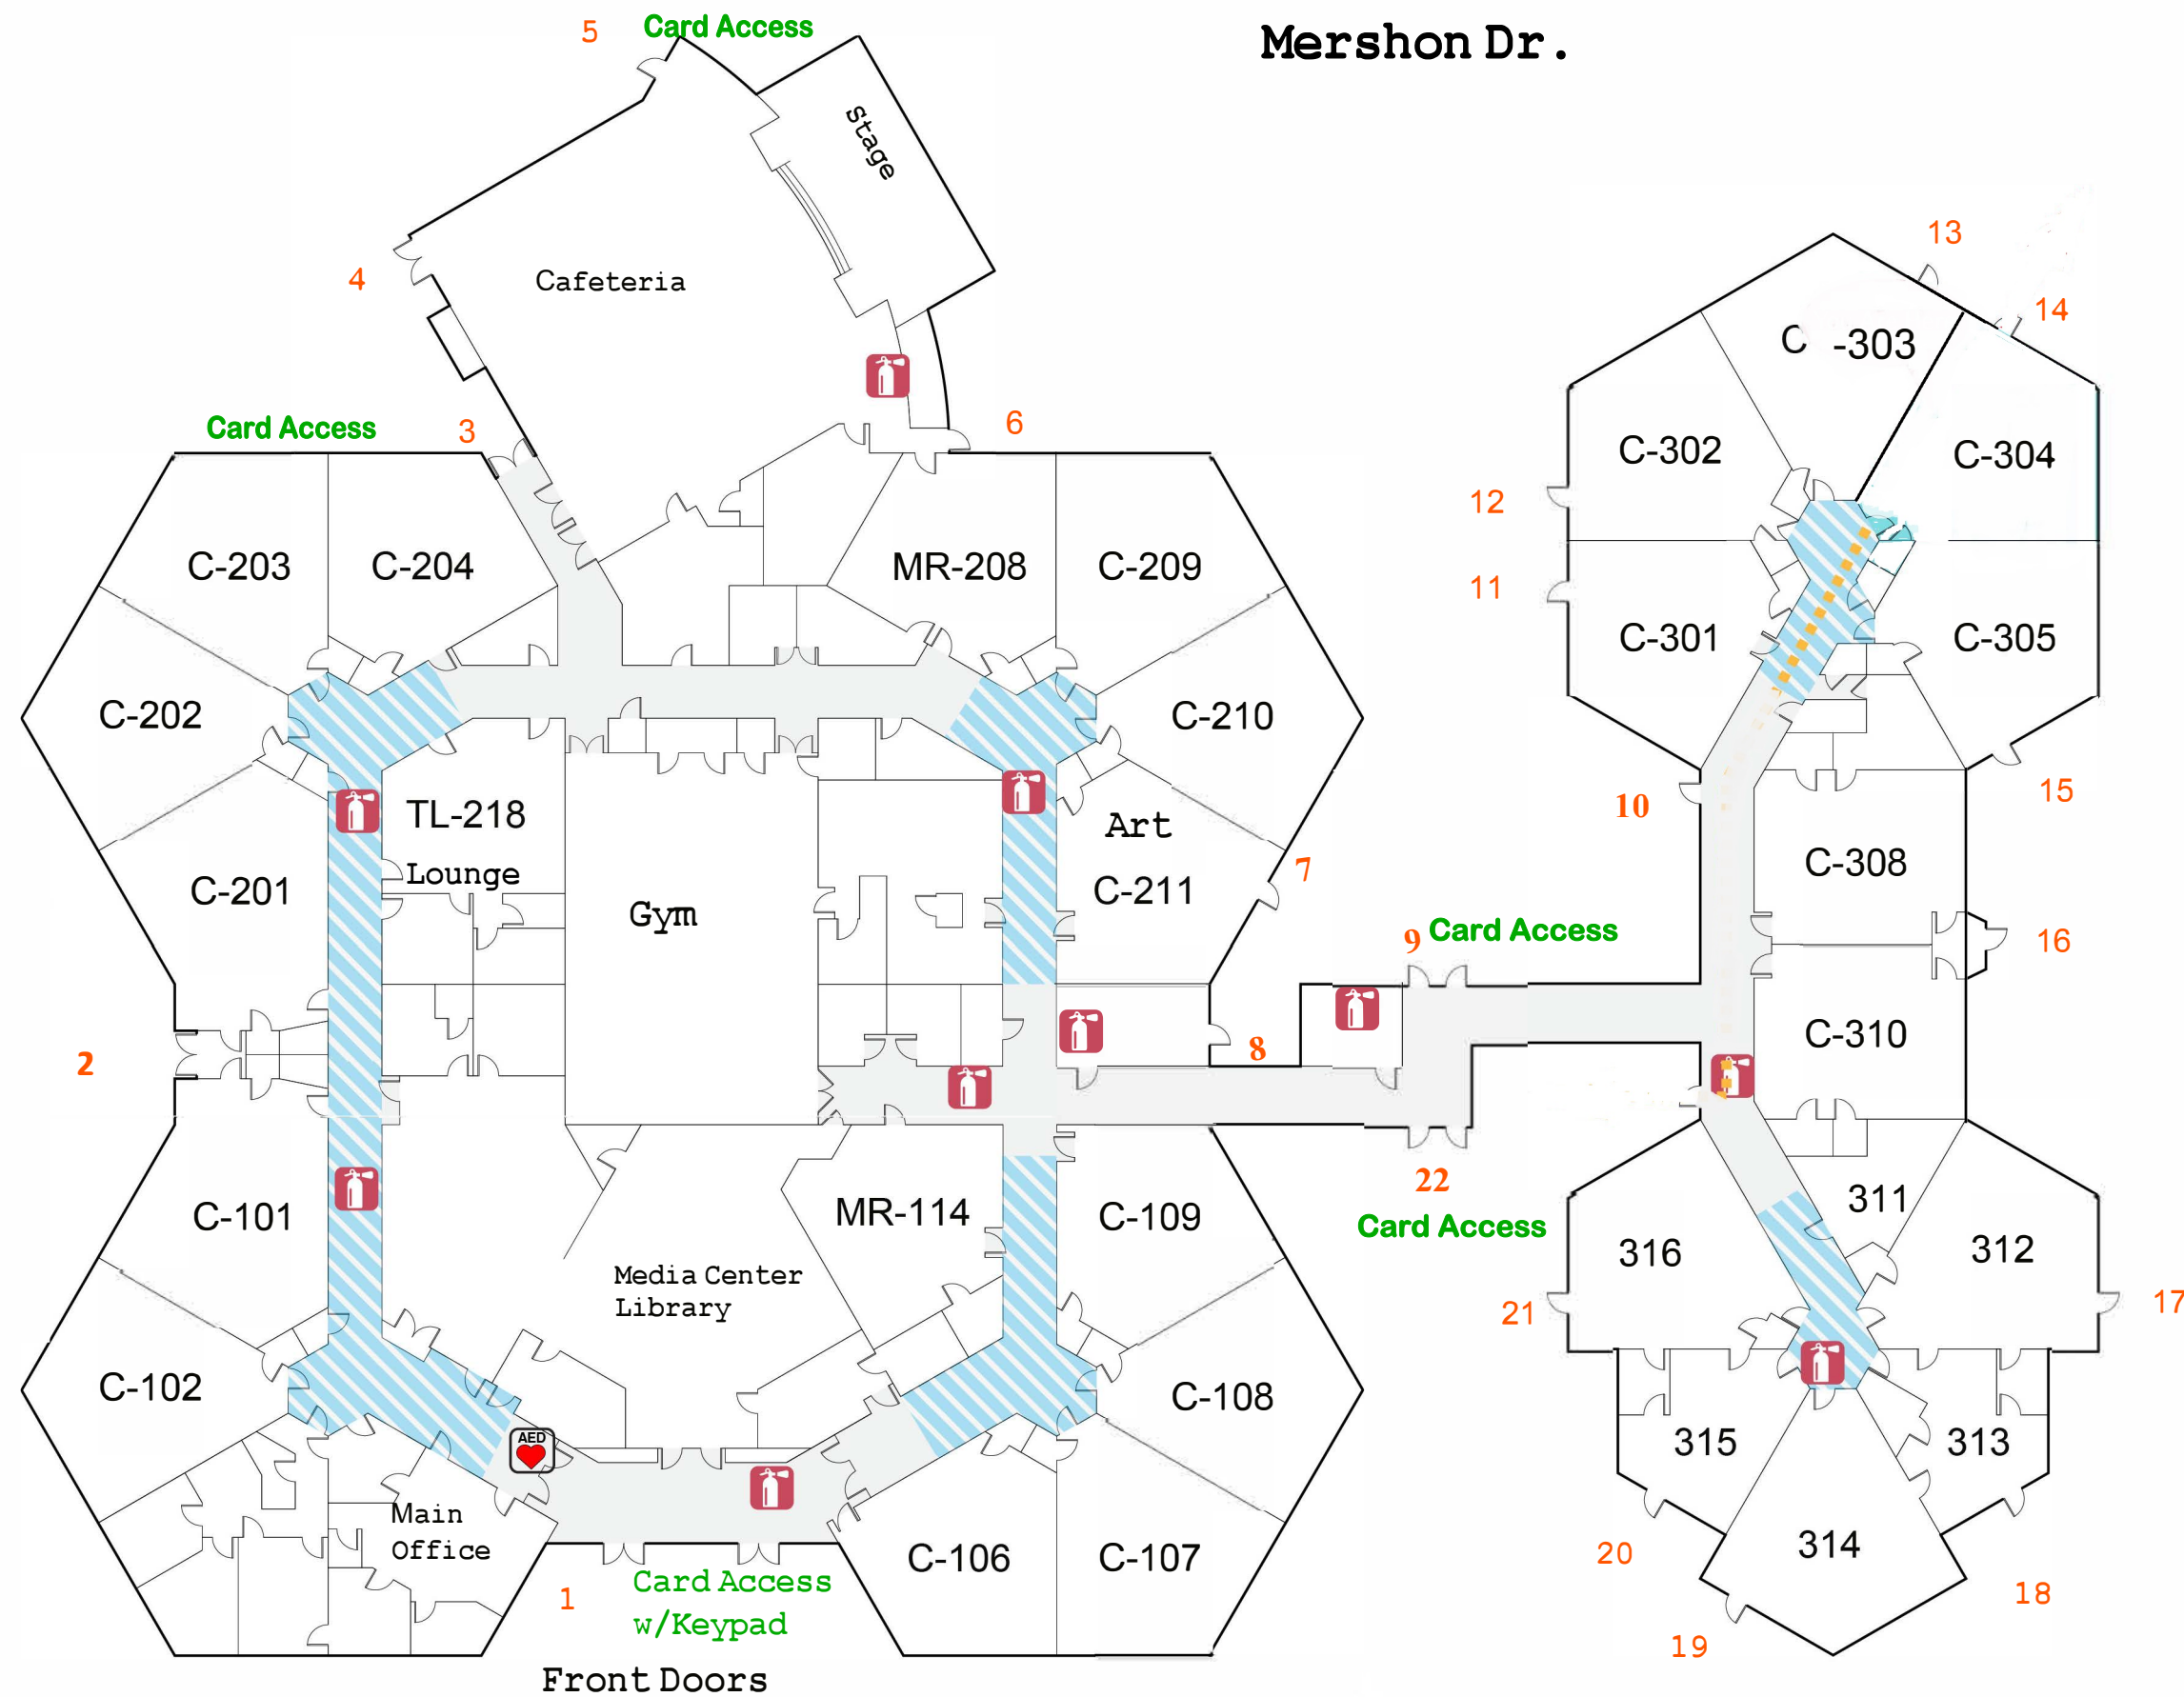 5
Card Access
Mershon Dr.
Stage
13
4
Cafeteria
14
C -303
Card Access
3
6
C-302
C-304
12
C-203
C-204
MR-208
C-209
11
C-301
C-305
C-202
C-210
15
10
TL-218
Art
Lounge
7
C-308
C-201
Gym
C-211
9
Card Access
16
C-310
2
8
22
C-101
MR-114
C-109
311
Card Access
316
312
Media Center
Library
21
17
C-102
C-108
AED
315
313
Main
Office
C-106
C-107
314
20
1
Card Access
w/Keypad
18
19
Front Doors